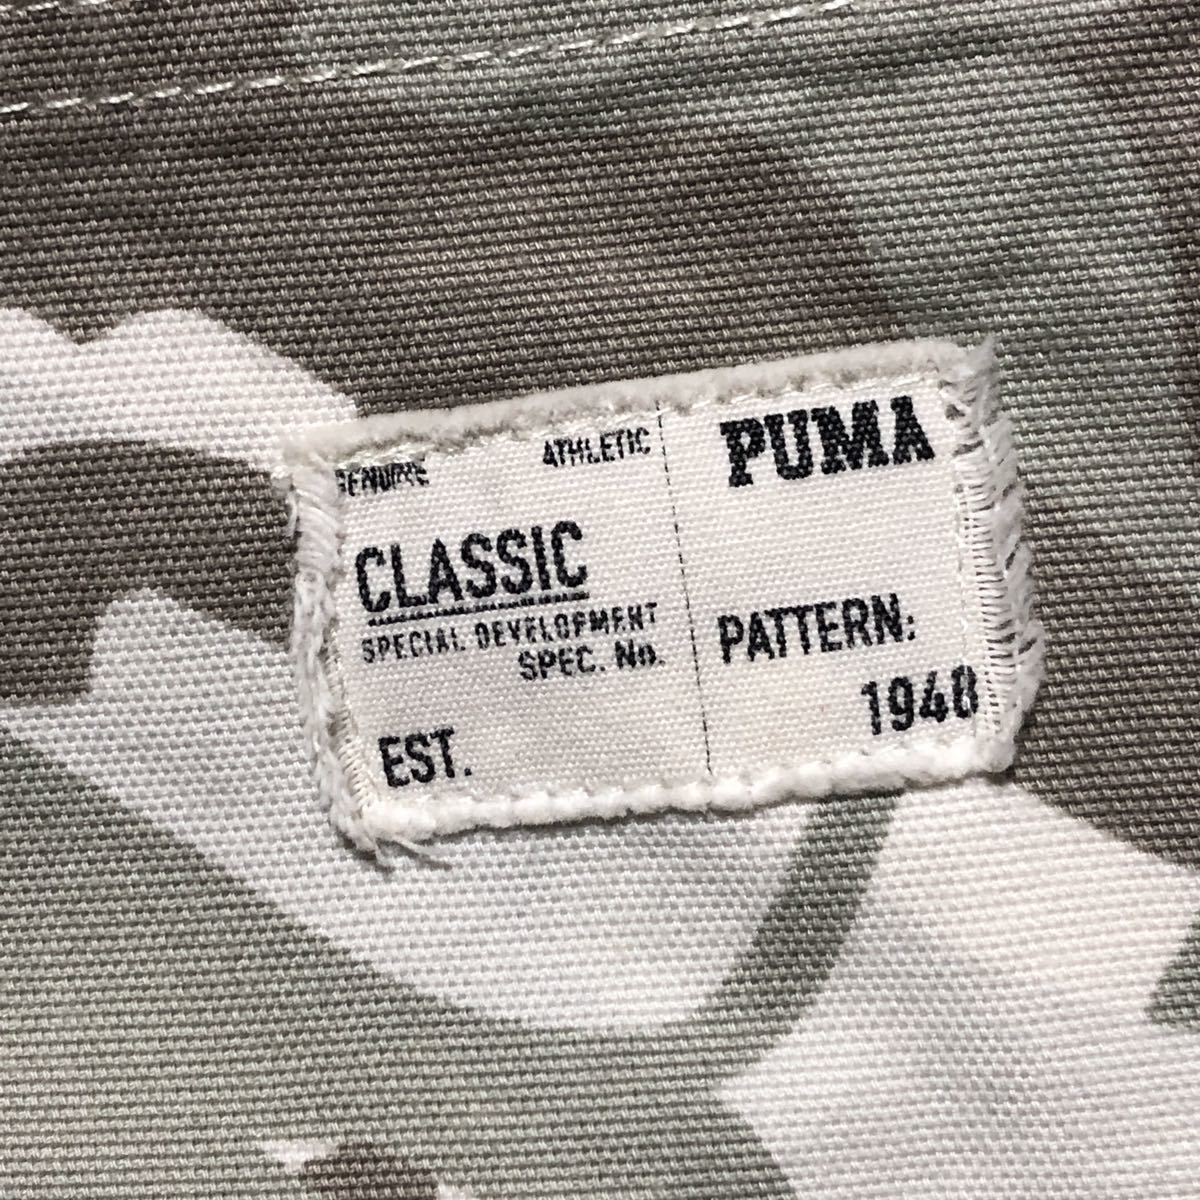 GENUINE ATHLETIC
CLASSIC
SPECIAL DEVELOPMENT
SPEC. No.
EST.
PUMA
PATTERN:
1948